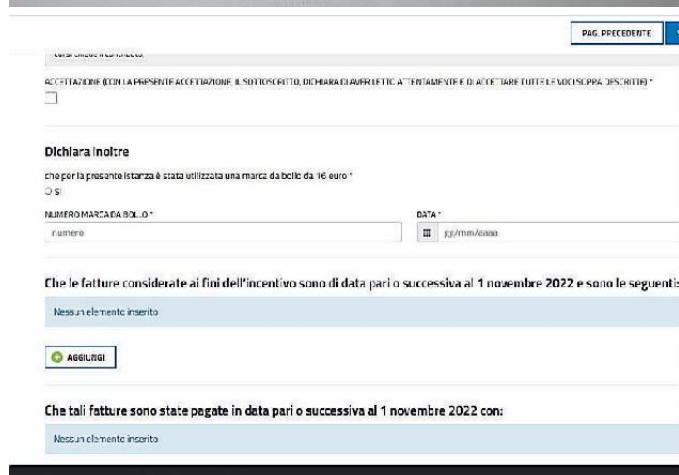 PAG. PRECEDENTE
ACCETTAZIONE (CON LA PRESENTE ACCETTAZIONE, IL SOTTOSCRITTO, DICHIARA DI AVER LETTO ATTENTAMENTE E DI ACCETTARE TUTTE LE VOCI SOPRA DESCRITTE) *
Dichiara inoltre
che per la presente istanza è stata utilizzata una marca da bollo da 16 euro *
si
NUMERO MARCA DA BOLLO *
DATA *
numero
gg/mm/aaaa
Che le fatture considerate ai fini dell'incentivo sono di data pari o successiva al 1 novembre 2022 e sono le seguenti:
Nessun elemento inserito
AGGIUNGI
Che tali fatture sono state pagate in data pari o successiva al 1 novembre 2022 con:
Nessun elemento inserito